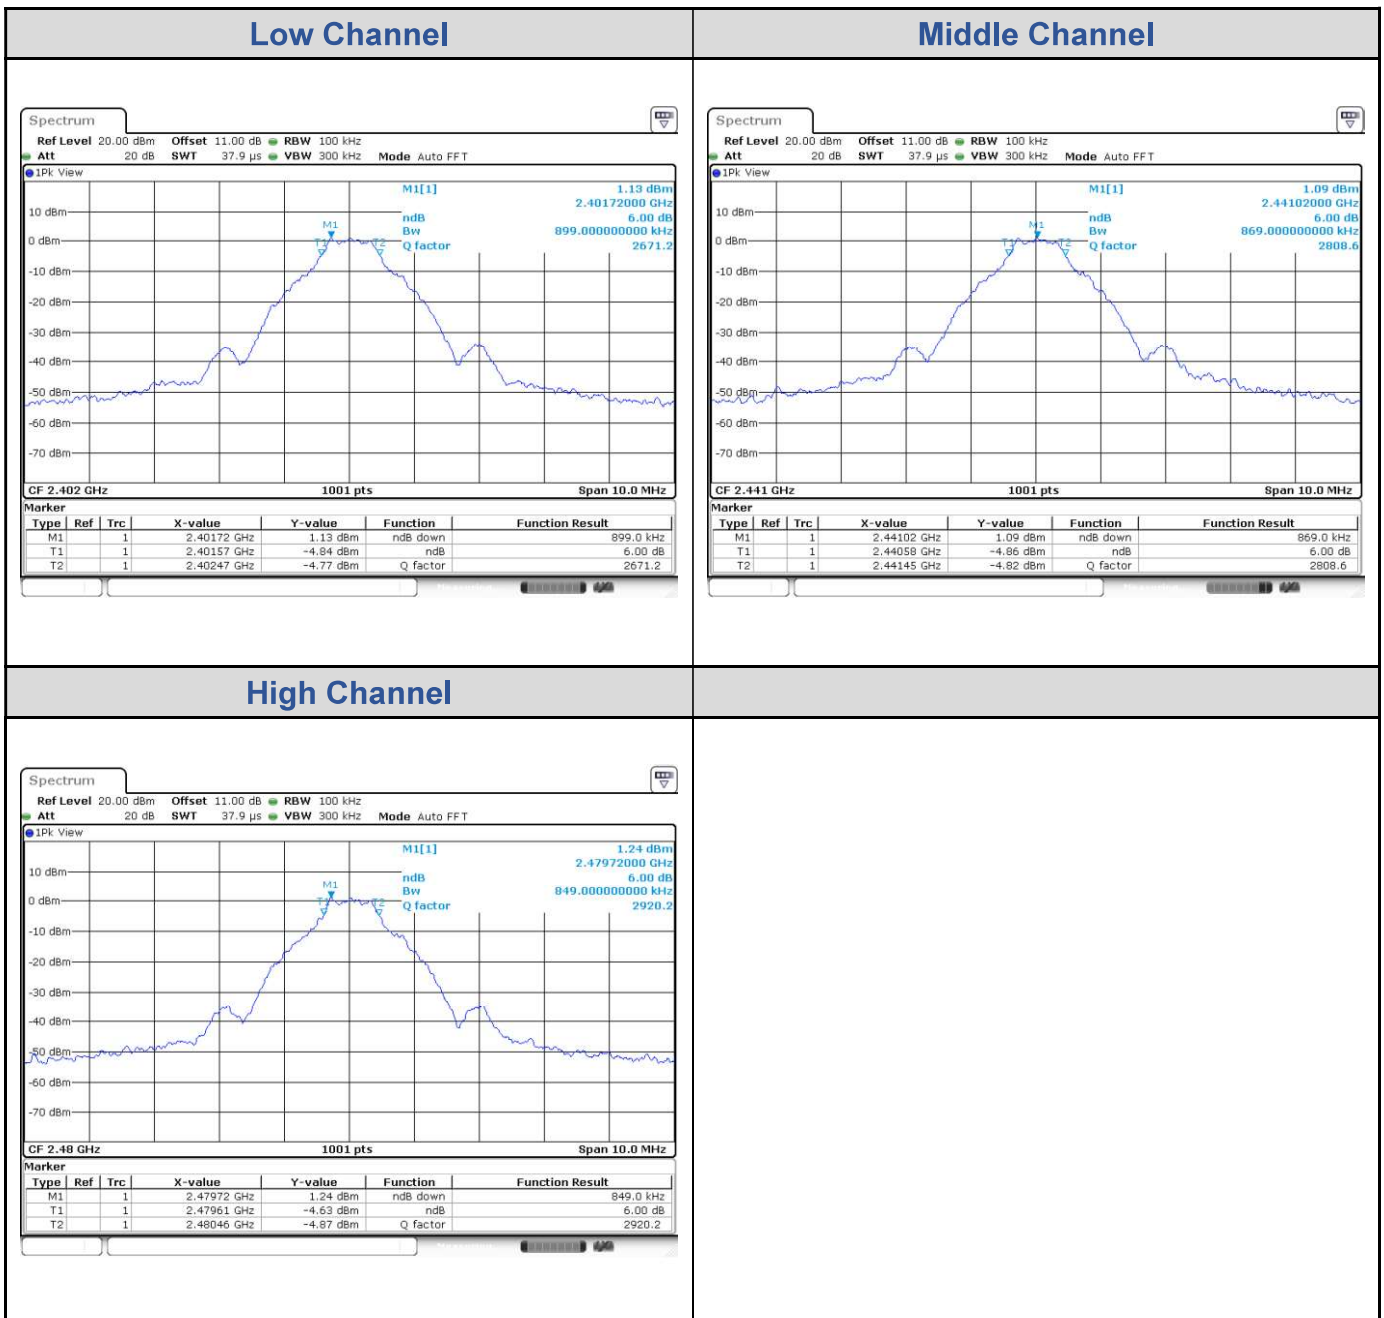 Low Channel
Middle Channel
Spectrum
Ref Level 20.00 dBm Offset 11.00 dB RBW 100 kHz
Att 20 dB SWT 37.9 µs VBW 300 kHz Mode Auto FFT
1Pk View
M1[1] 1.13 dBm
2.40172000 GHz
ndB 6.00 dB
Bw 899.000000000 kHz
Q factor 2671.2
M1
T1
T2
10 dBm
0 dBm
-10 dBm
-20 dBm
-30 dBm
-40 dBm
-50 dBm
-60 dBm
-70 dBm
CF 2.402 GHz 1001 pts Span 10.0 MHz
Marker
Type Ref Trc X-value Y-value Function Function Result
M1 1 2.40172 GHz 1.13 dBm ndB down 899.0 kHz
T1 1 2.40157 GHz -4.84 dBm ndB 6.00 dB
T2 1 2.40247 GHz -4.77 dBm Q factor 2671.2
Spectrum
Ref Level 20.00 dBm Offset 11.00 dB RBW 100 kHz
Att 20 dB SWT 37.9 µs VBW 300 kHz Mode Auto FFT
1Pk View
M1[1] 1.09 dBm
2.44102000 GHz
ndB 6.00 dB
Bw 869.000000000 kHz
Q factor 2808.6
M1
T1
T2
10 dBm
0 dBm
-10 dBm
-20 dBm
-30 dBm
-40 dBm
-50 dBm
-60 dBm
-70 dBm
CF 2.441 GHz 1001 pts Span 10.0 MHz
Marker
Type Ref Trc X-value Y-value Function Function Result
M1 1 2.44102 GHz 1.09 dBm ndB down 869.0 kHz
T1 1 2.44058 GHz -4.86 dBm ndB 6.00 dB
T2 1 2.44145 GHz -4.82 dBm Q factor 2808.6
High Channel
Spectrum
Ref Level 20.00 dBm Offset 11.00 dB RBW 100 kHz
Att 20 dB SWT 37.9 µs VBW 300 kHz Mode Auto FFT
1Pk View
M1[1] 1.24 dBm
2.47972000 GHz
ndB 6.00 dB
Bw 849.000000000 kHz
Q factor 2920.2
M1
T1
T2
10 dBm
0 dBm
-10 dBm
-20 dBm
-30 dBm
-40 dBm
-50 dBm
-60 dBm
-70 dBm
CF 2.48 GHz 1001 pts Span 10.0 MHz
Marker
Type Ref Trc X-value Y-value Function Function Result
M1 1 2.47972 GHz 1.24 dBm ndB down 849.0 kHz
T1 1 2.47961 GHz -4.63 dBm ndB 6.00 dB
T2 1 2.48046 GHz -4.87 dBm Q factor 2920.2